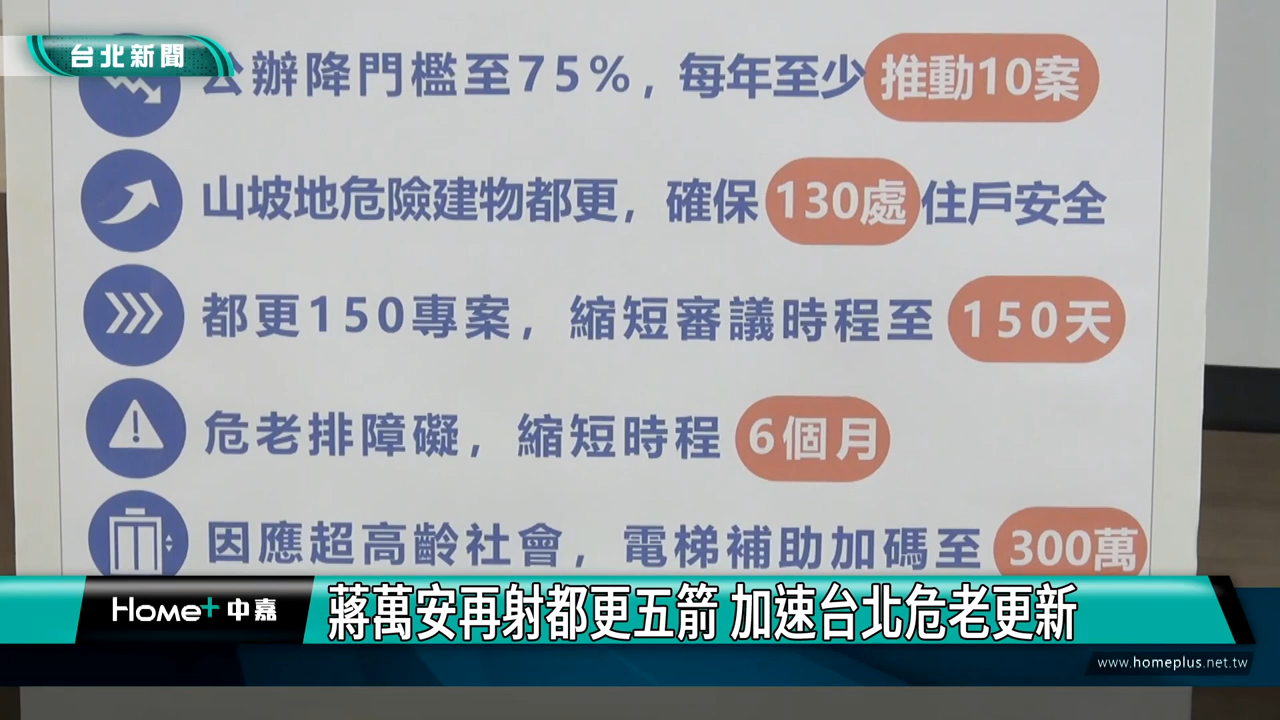 台北新聞
公辦降門檻至75%，每年至少推動10案
山坡地危險建物都更，確保130處住戶安全
都更150專案，縮短審議時程至150天
危老排障礙，縮短時程6個月
因應超高齡社會，電梯補助加碼至300萬
Home+中嘉
蔣萬安再射都更五箭 加速台北危老更新
www.homeplus.net.tw